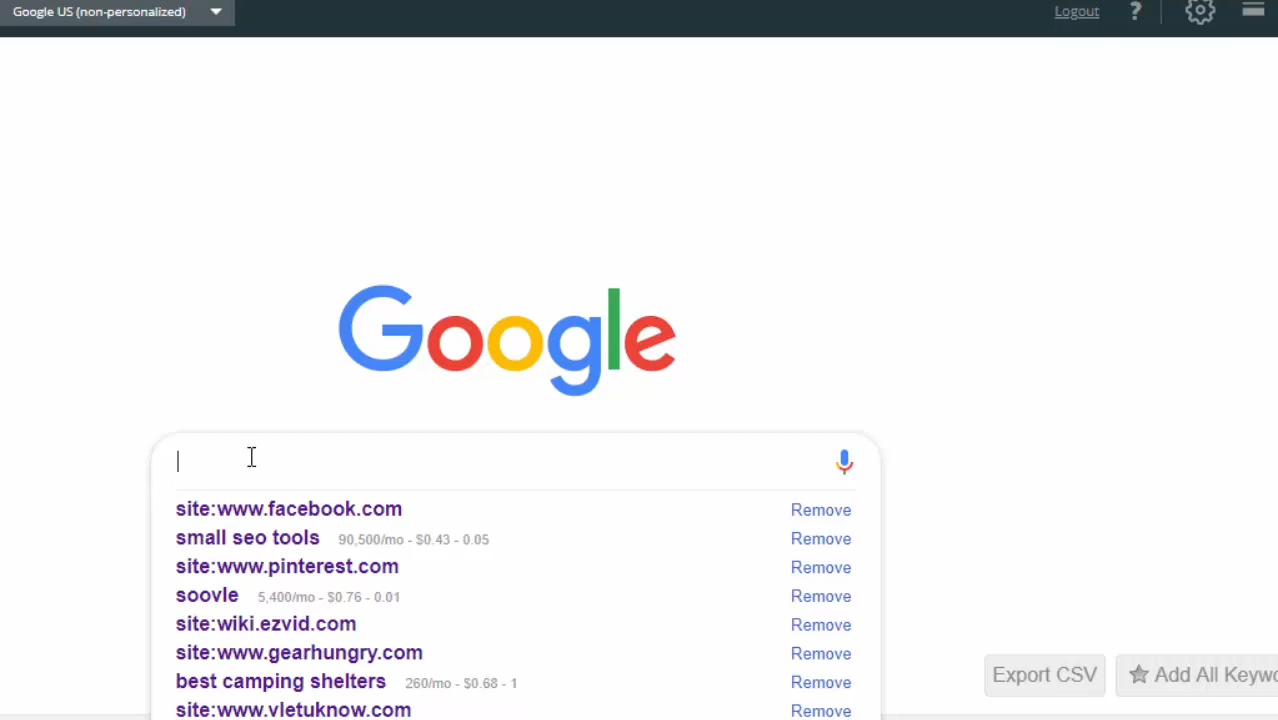 Google US (non-personalized)
Logout
?
Google
site:www.facebook.com Remove
small seo tools 90,500/mo - $0.43 - 0.05 Remove
site:www.pinterest.com Remove
soovle 5,400/mo - $0.76 - 0.01 Remove
site:wiki.ezvid.com Remove
site:www.gearhungry.com Remove
best camping shelters 260/mo - $0.68 - 1 Remove
site:www.vletuknow.com Remove
Export CSV
Add All Keywo